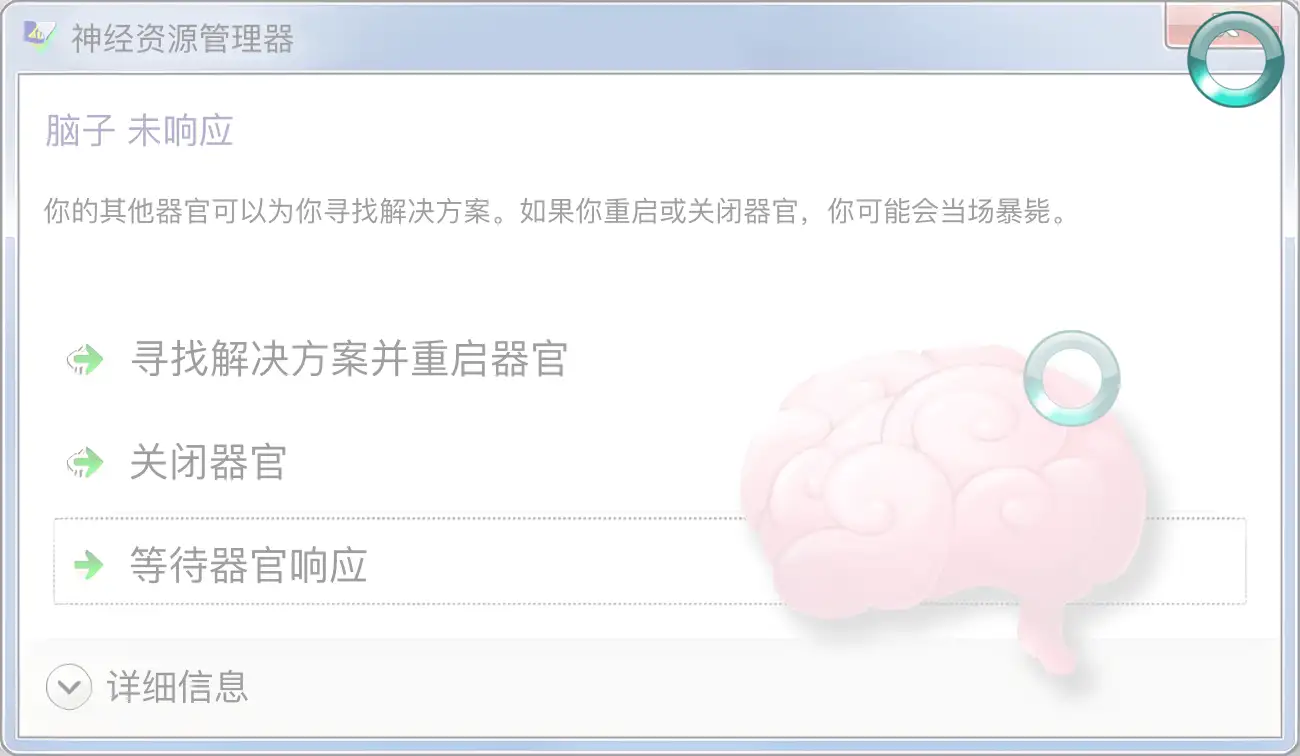 神经资源管理器
脑子 未响应
你的其他器官可以为你寻找解决方案。如果你重启或关闭器官，你可能会当场暴毙。
寻找解决方案并重启器官
关闭器官
等待器官响应
详细信息